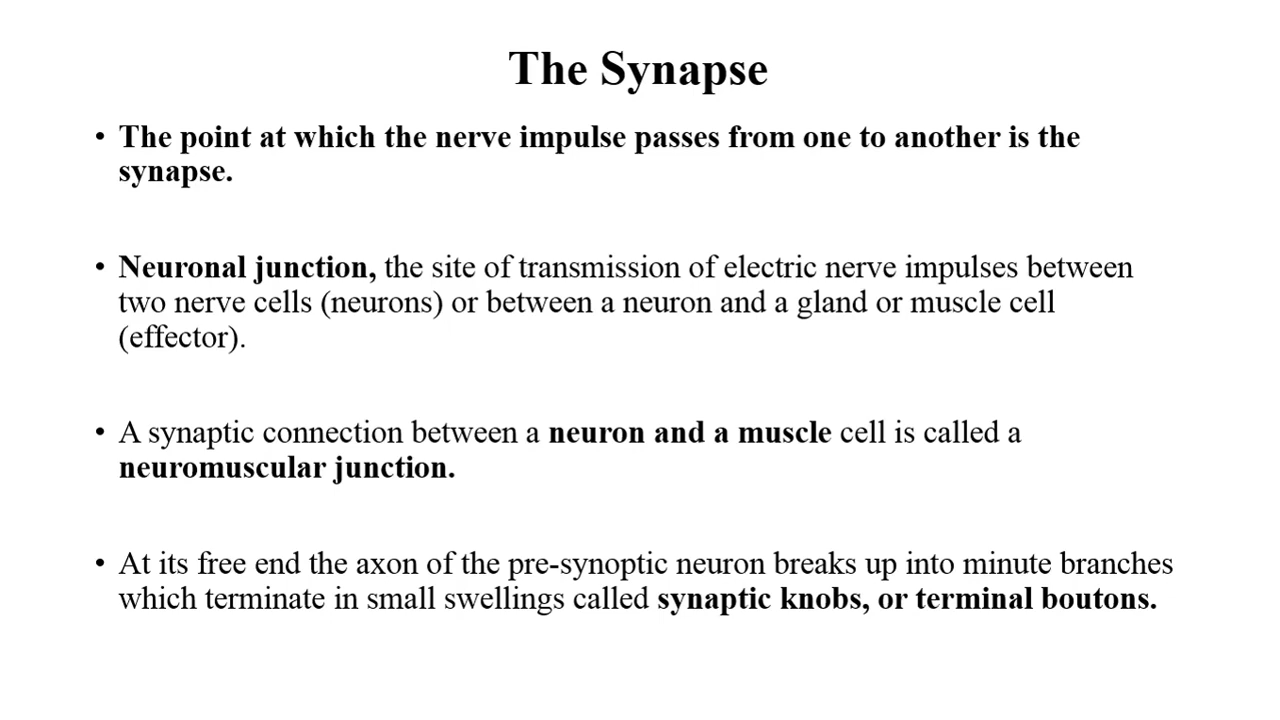 The Synapse
• The point at which the nerve impulse passes from one to another is the
synapse.
• Neuronal junction, the site of transmission of electric nerve impulses between
two nerve cells (neurons) or between a neuron and a gland or muscle cell
(effector).
• A synaptic connection between a neuron and a muscle cell is called a
neuromuscular junction.
• At its free end the axon of the pre-synoptic neuron breaks up into minute branches
which terminate in small swellings called synaptic knobs, or terminal boutons.